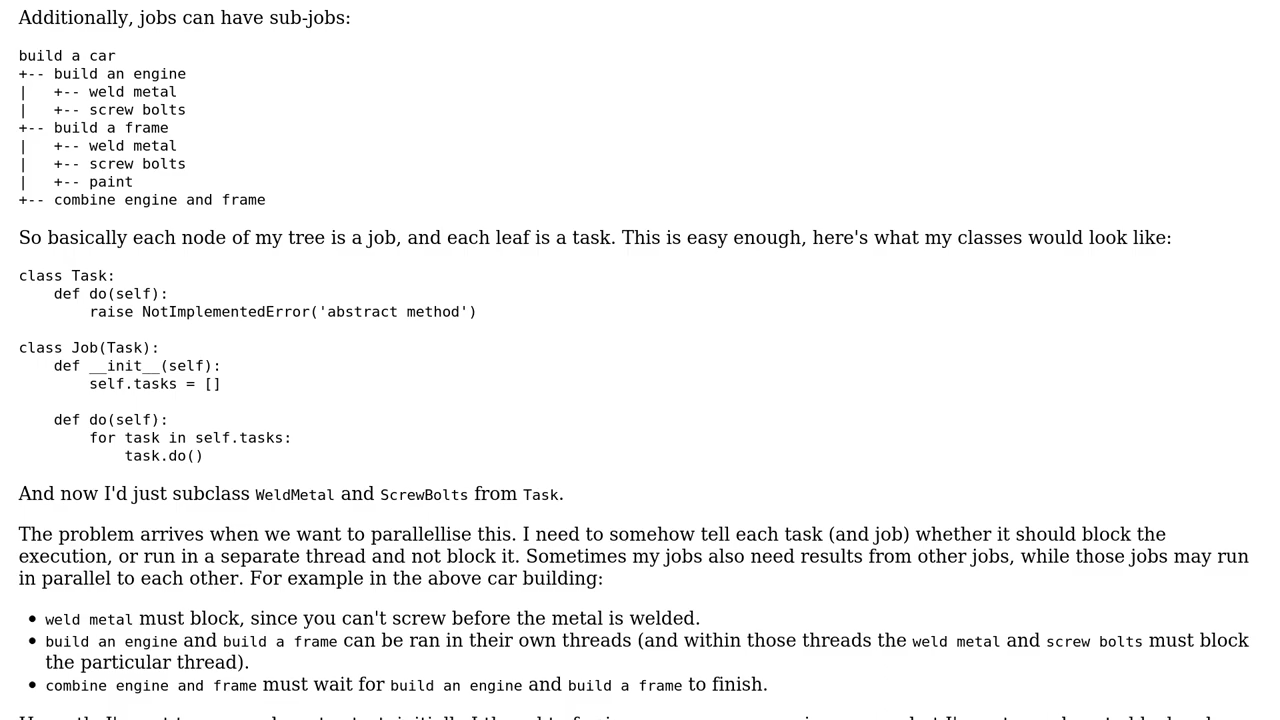 Additionally, jobs can have sub-jobs:
build a car
+-- build an engine
|   +-- weld metal
|   +-- screw bolts
+-- build a frame
|   +-- weld metal
|   +-- screw bolts
|   +-- paint
+-- combine engine and frame
So basically each node of my tree is a job, and each leaf is a task. This is easy enough, here's what my classes would look like:
class Task:
    def do(self):
        raise NotImplementedError('abstract method')
class Job(Task):
    def __init__(self):
        self.tasks = []
    def do(self):
        for task in self.tasks:
            task.do()
And now I'd just subclass WeldMetal and ScrewBolts from Task.
The problem arrives when we want to parallellise this. I need to somehow tell each task (and job) whether it should block the
execution, or run in a separate thread and not block it. Sometimes my jobs also need results from other jobs, while those jobs may run
in parallel to each other. For example in the above car building:
• weld metal must block, since you can't screw before the metal is welded.
• build an engine and build a frame can be ran in their own threads (and within those threads the weld metal and screw bolts must block
the particular thread).
• combine engine and frame must wait for build an engine and build a frame to finish.